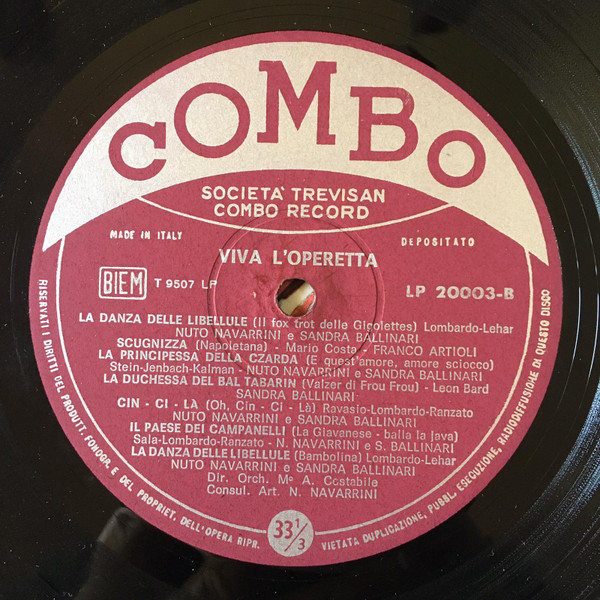 COMBO
SOCIETÀ TREVISAN
COMBO RECORD
MADE IN ITALY
DEPOSITATO
VIVA L'OPERETTA
BIEM T 9507 LP
LP 20003-B
LA DANZA DELLE LIBELLULE (Il fox trot delle Gigolettes) Lombardo-Lehar
NUTO NAVARRINI e SANDRA BALLINARI
SCUGNIZZA (Napoletana) - Mario Costa - FRANCO ARTIOLI
LA PRINCIPESSA DELLA CZARDA (E quest'amore, amore sciocco)
Stein-Jenbach-Kalman - NUTO NAVARRINI e SANDRA BALLINARI
LA DUCHESSA DEL BAL TABARIN (Valzer di Frou Frou) - Leon Bard
SANDRA BALLINARI
CIN - CI - LÀ (Oh, Cin - Ci - Là) Ravasio-Lombardo-Ranzato
NUTO NAVARRINI e SANDRA BALLINARI
IL PAESE DEI CAMPANELLI (La Giavanese - balla la java)
Sala-Lombardo-Ranzato - N. NAVARRINI e S. BALLINARI
LA DANZA DELLE LIBELLULE (Bambolina) Lombardo-Lehar
NUTO NAVARRINI e SANDRA BALLINARI
Dir. Orch. Mº A. Costabile
Consul. Art. N. NAVARRINI
33 1/3
RISERVATI I DIRITTI DEL PRODUTT. FONOGR. E DEL PROPRIET. DELL'OPERA RIPR.
VIETATA DUPLICAZIONE, PUBBL. ESECUZIONE, RADIODIFFUSIONE DI QUESTO DISCO